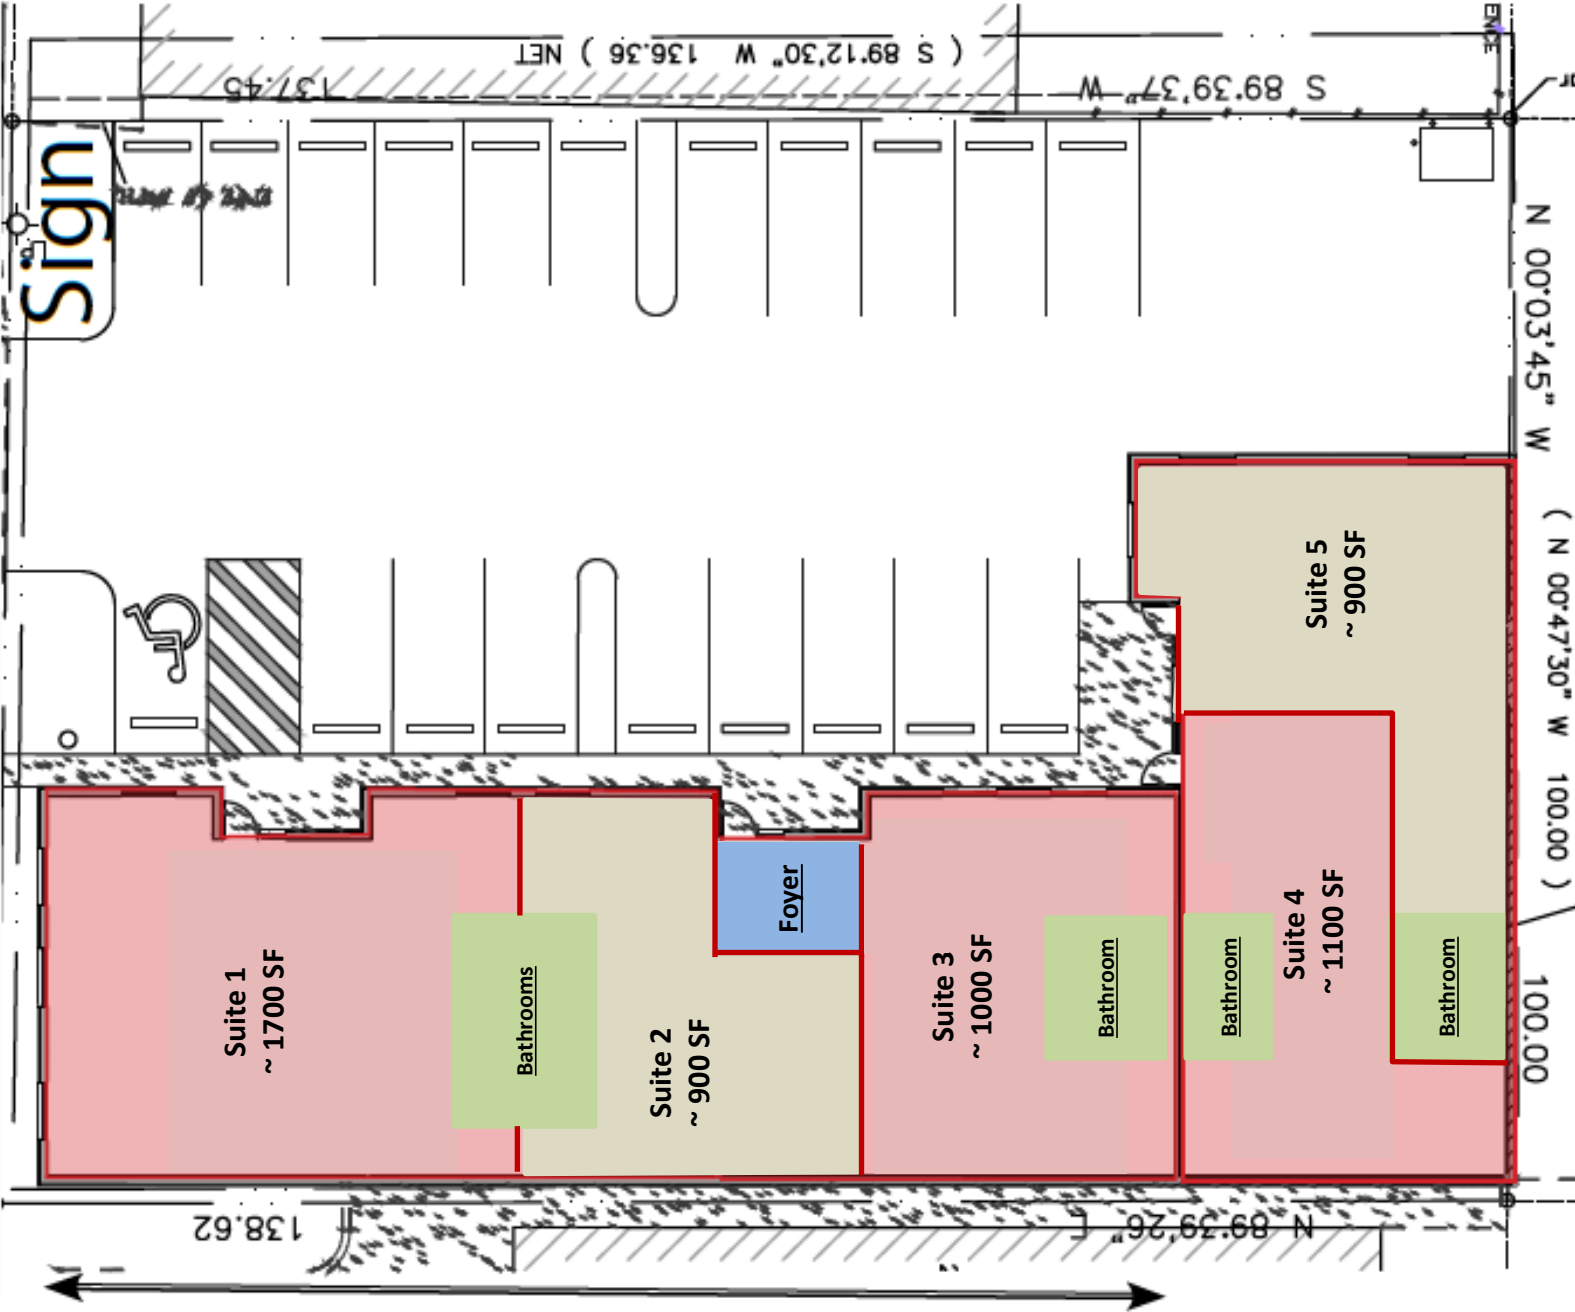 ( S 89°12'30" W 136.36 ) NET
137.45
S 89°39'37" W
Sign
N 00°03'45" W
( N 00°47'30" W 100.00 )
100.00
Suite 5
~ 900 SF
Suite 4
~ 1100 SF
Bathroom
Bathroom
Foyer
Suite 3
~ 1000 SF
Bathroom
Suite 1
~ 1700 SF
Bathrooms
Suite 2
~ 900 SF
138.62
N 89°39'26" E